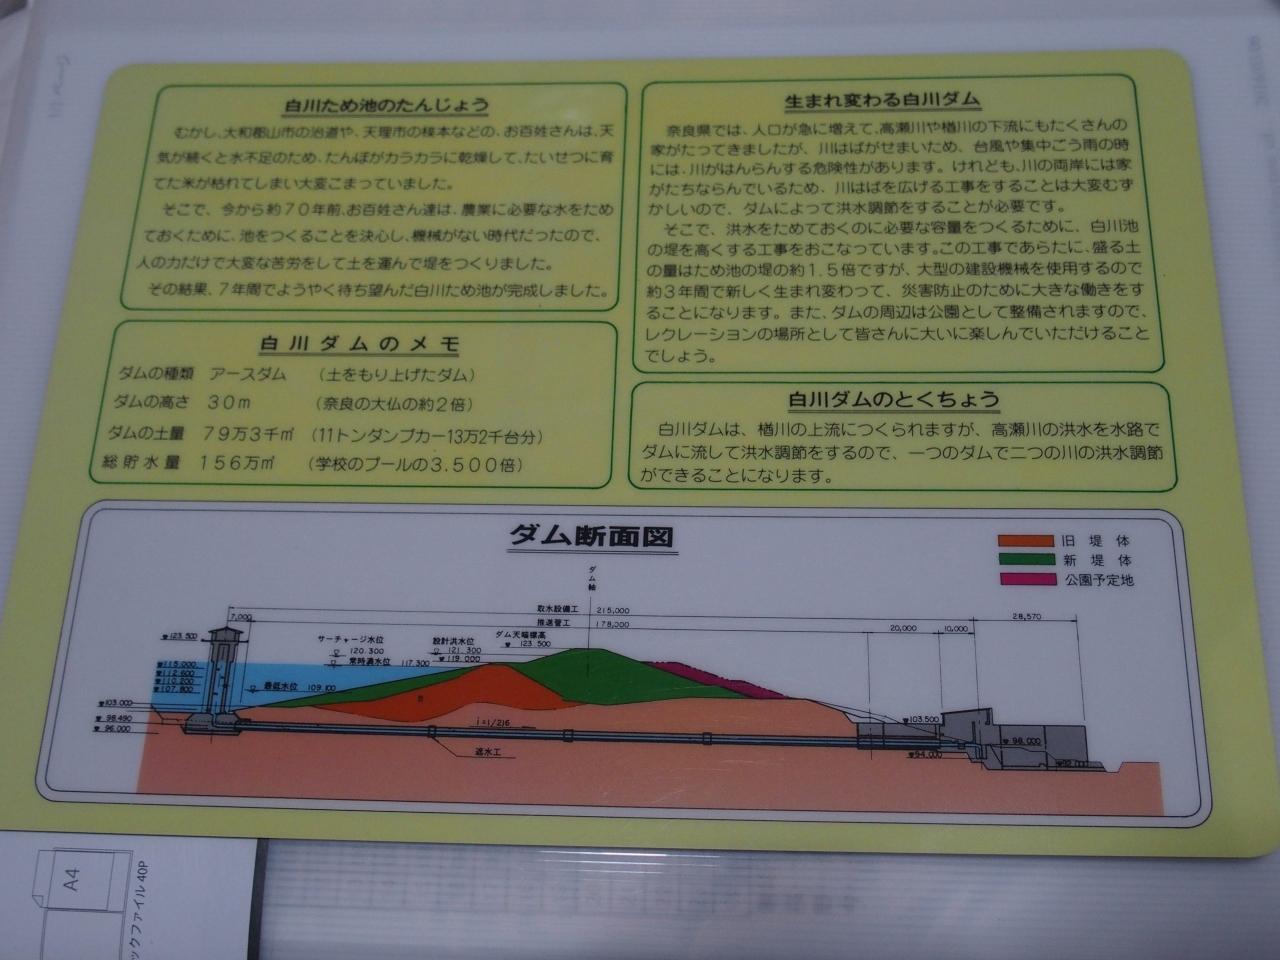 白川ため池のたんじょう
むかし、大和郡山市の治道や、天理市の櫟本などの、お百姓さんは、天
気が続くと水不足のため、たんぼがカラカラに乾燥して、たいせつに育
てた米が枯れてしまい大変こまっていました。
そこで、今から約70年前、お百姓さん達は、農業に必要な水をため
ておくために、池をつくることを決心し、機械がない時代だったので、
人の力だけで大変な苦労をして土を運んで堤をつくりました。
その結果、7年間でようやく待ち望んだ白川ため池が完成しました。
白川ダムのメモ
ダムの種類 アースダム (土をもり上げたダム)
ダムの高さ 30m (奈良の大仏の約2倍)
ダムの土量 79万3千㎥ (11トンダンプカー13万2千台分)
総貯水量 156万㎥ (学校のプールの3.500倍)
生まれ変わる白川ダム
奈良県では、人口が急に増えて、高瀬川や楢川の下流にもたくさんの
家がたってきましたが、川はばがせまいため、台風や集中ごう雨の時
には、川がはんらんする危険性があります。けれども、川の両岸には家
がたちならんでいるため、川はばを広げる工事をすることは大変むず
かしいので、ダムによって洪水調節をすることが必要です。
そこで、洪水をためておくのに必要な容量をつくるために、白川池
の堤を高くする工事をおこなっています。この工事であらたに、盛る土
の量はため池の堤の約1.5倍ですが、大型の建設機械を使用するので
約3年間で新しく生まれ変わって、災害防止のために大きな働きをす
ることになります。また、ダムの周辺は公園として整備されますので、
レクレーションの場所として皆さんに大いに楽しんでいただけること
でしょう。
白川ダムのとくちょう
白川ダムは、楢川の上流につくられますが、高瀬川の洪水を水路で
ダムに流して洪水調節をするので、一つのダムで二つの川の洪水調節
ができることになります。
ダム断面図
旧堤体
新堤体
公園予定地
ダム軸
取水設備工 215,000
推送管工 178,000
7,000
20,000
10,000
28,570
123.500
サーチャージ水位
120.300
常時満水位 117.300
設計洪水位
121.300
119.000
ダム天端標高
123.500
115.000
112.600
110.200
107.800
最低水位 109.100
103.000
98.490
96.000
i=1/216
遮水工
103.500
94.000
98.000
A4
ックファイル 40P